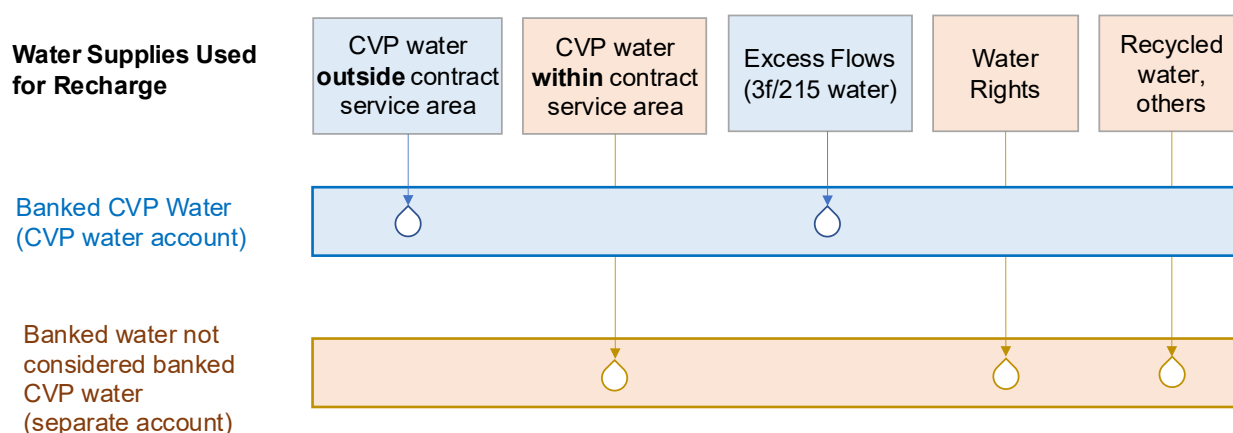 Water Supplies Used
for Recharge
CVP water
outside contract
service area
CVP water
within contract
service area
Excess Flows
(3f/215 water)
Water
Rights
Recycled
water,
others
Banked CVP Water
(CVP water account)
Banked water not
considered banked
CVP water
(separate account)